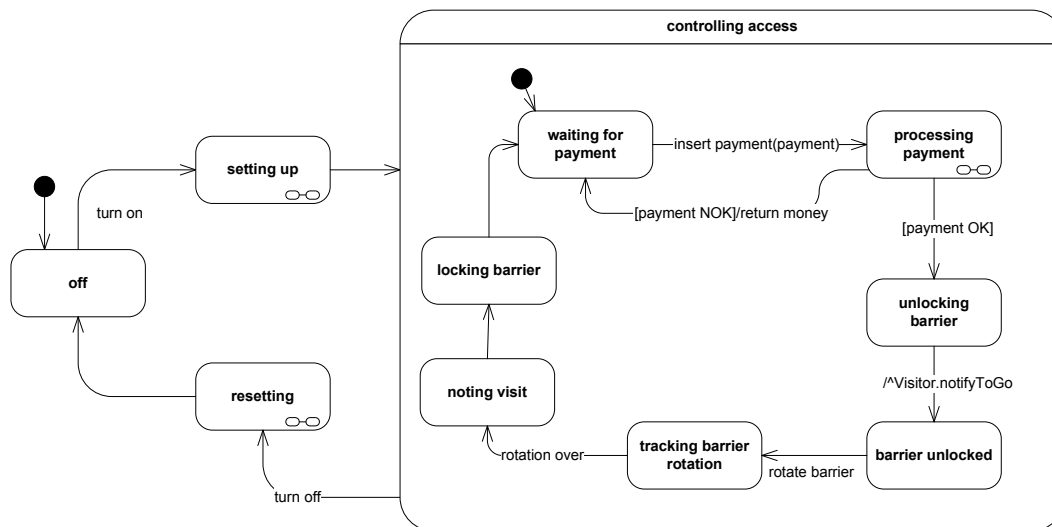 controlling access
waiting for
payment
insert payment(payment)
processing
payment
setting up
turn on
[payment NOK]/return money
[payment OK]
off
locking barrier
unlocking
barrier
/^Visitor.notifyToGo
resetting
noting visit
rotation over
tracking barrier
rotation
rotate barrier
barrier unlocked
turn off